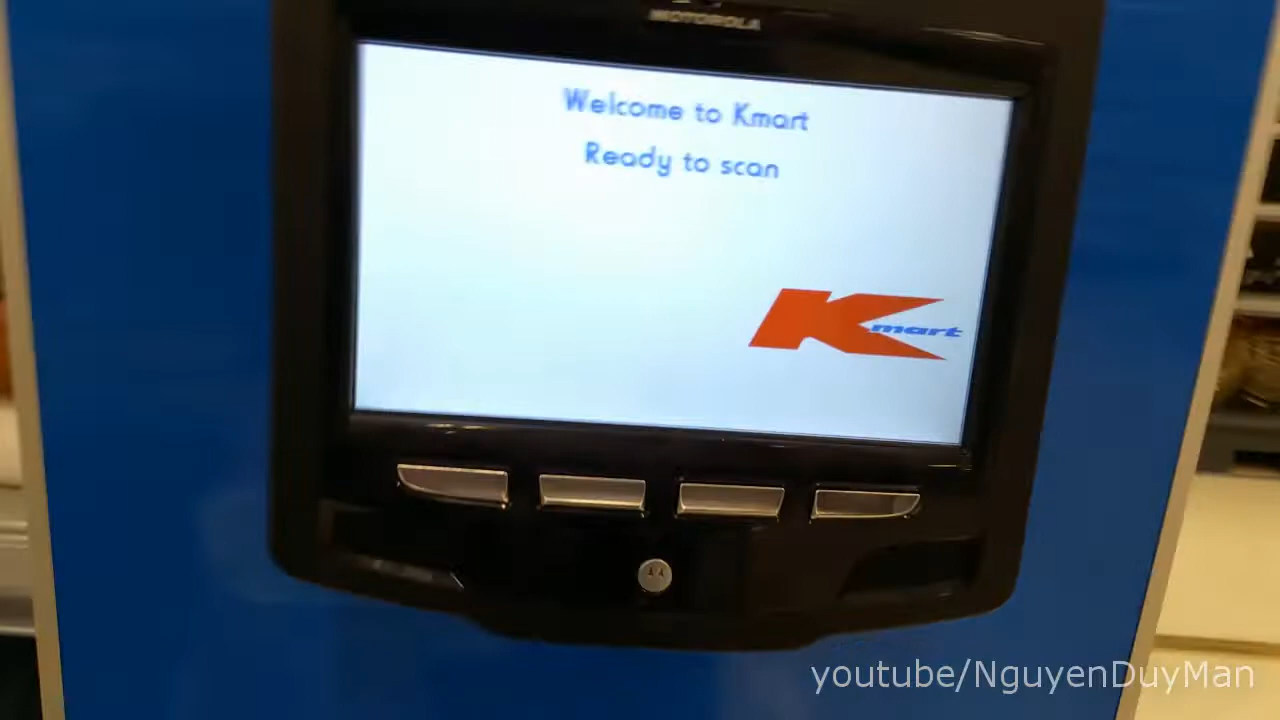 MOTOROLA
Welcome to Kmart
Ready to scan
Kmart
youtube/NguyenDuyMan